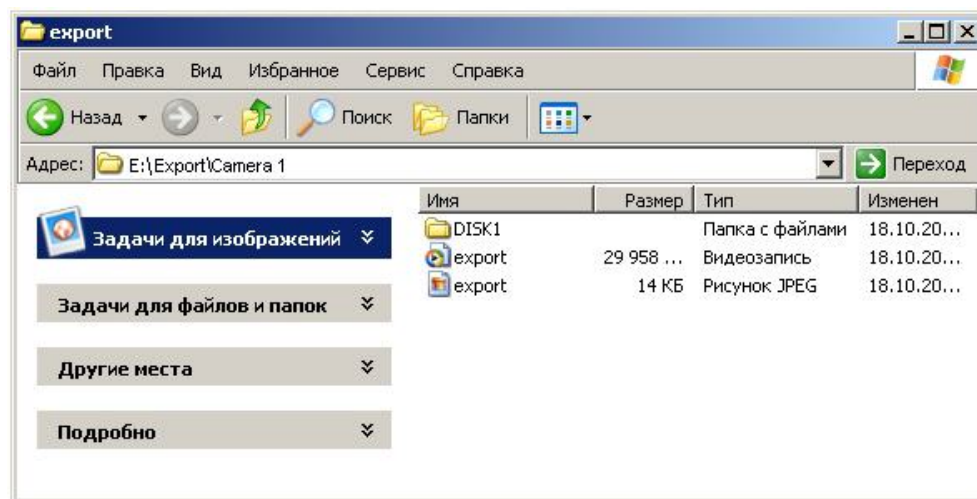 export
Файл Правка Вид Избранное Сервис Справка
Назад Поиск Папки
Адрес: E:\Export\Camera 1 Переход
Имя Размер Тип Изменен
DISK1 Папка с файлами 18.10.20...
export 29 958 ... Видеозапись 18.10.20...
export 14 КБ Рисунок JPEG 18.10.20...
Задачи для изображений
Задачи для файлов и папок
Другие места
Подробно